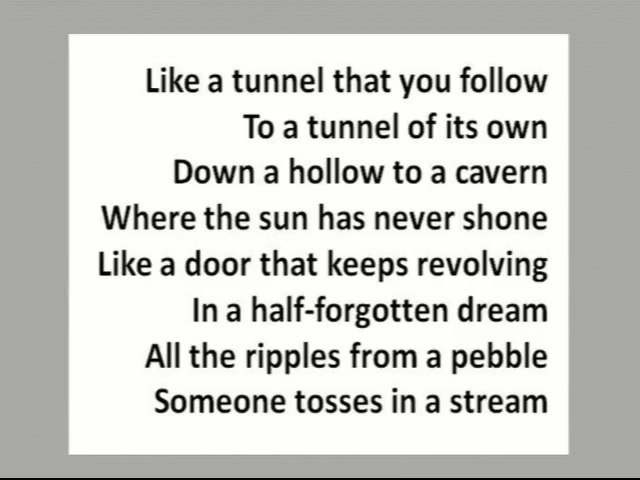 Like a tunnel that you follow
To a tunnel of its own
Down a hollow to a cavern
Where the sun has never shone
Like a door that keeps revolving
In a half-forgotten dream
All the ripples from a pebble
Someone tosses in a stream